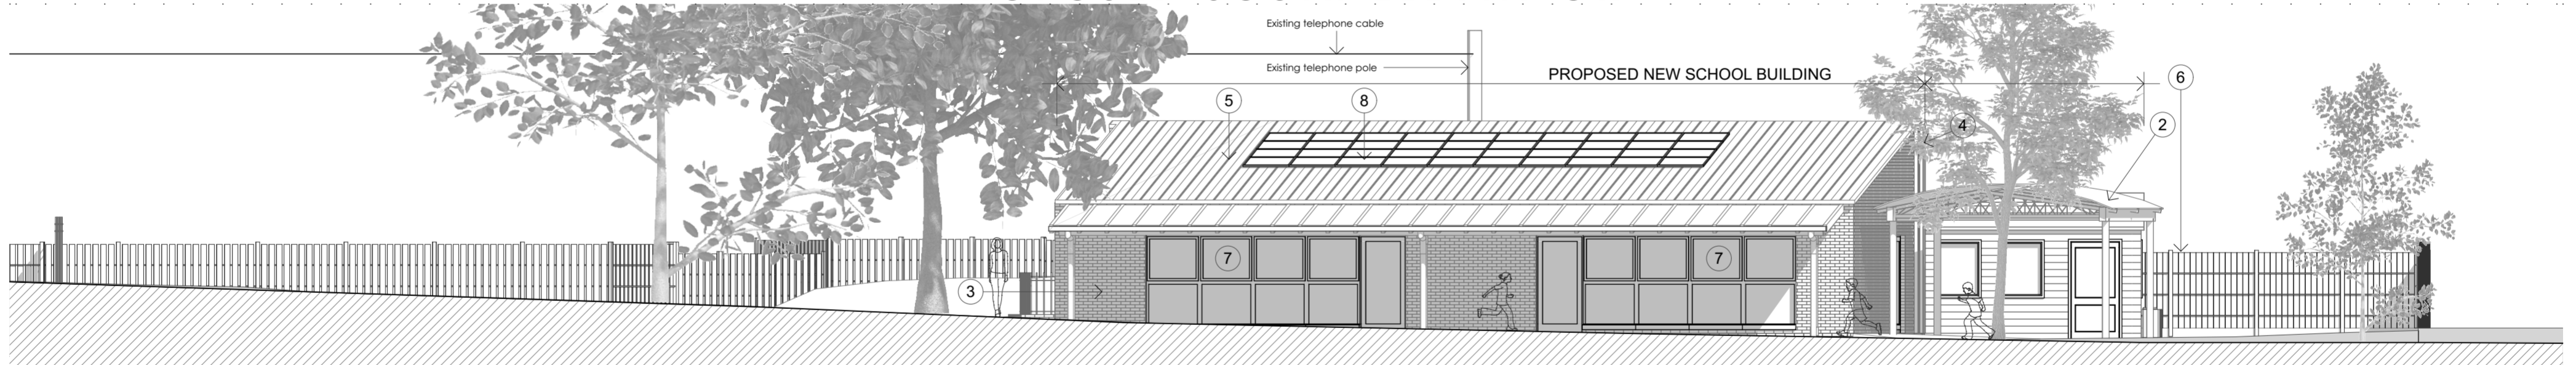 Existing telephone cable
Existing telephone pole
PROPOSED NEW SCHOOL BUILDING
6
5
8
4
2
7
7
3